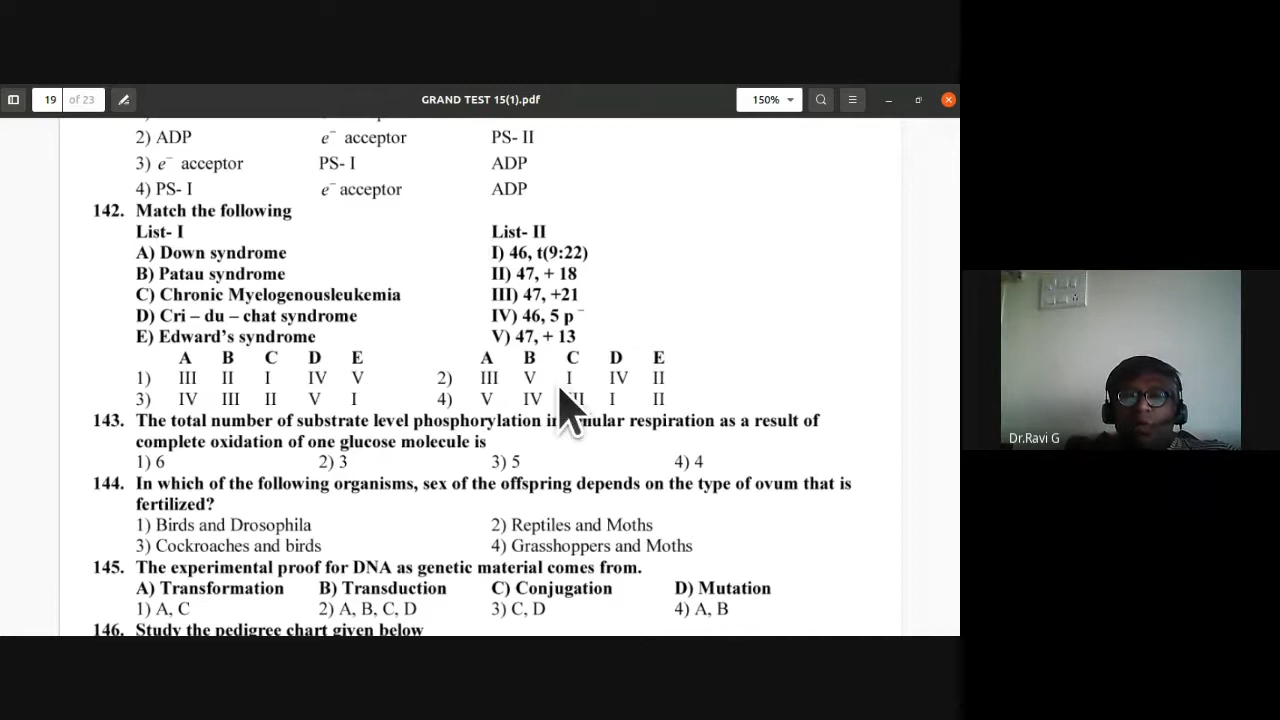 19 of 23
GRAND TEST 15(1).pdf
150%
2) ADP e⁻ acceptor PS- II
3) e⁻ acceptor PS- I ADP
4) PS- I e⁻ acceptor ADP
142. Match the following
List- I List- II
A) Down syndrome I) 46, t(9:22)
B) Patau syndrome II) 47, + 18
C) Chronic Myelogenousleukemia III) 47, +21
D) Cri – du – chat syndrome IV) 46, 5 p⁻
E) Edward's syndrome V) 47, + 13
A B C D E A B C D E
1) III II I IV V 2) III V I IV II
3) IV III II V I 4) V IV I II
143. The total number of substrate level phosphorylation in respiration as a result of
complete oxidation of one glucose molecule is
1) 6 2) 3 3) 5 4) 4
144. In which of the following organisms, sex of the offspring depends on the type of ovum that is
fertilized?
1) Birds and Drosophila 2) Reptiles and Moths
3) Cockroaches and birds 4) Grasshoppers and Moths
145. The experimental proof for DNA as genetic material comes from.
A) Transformation B) Transduction C) Conjugation D) Mutation
1) A, C 2) A, B, C, D 3) C, D 4) A, B
146. Study the pedigree chart given below
Dr.Ravi G